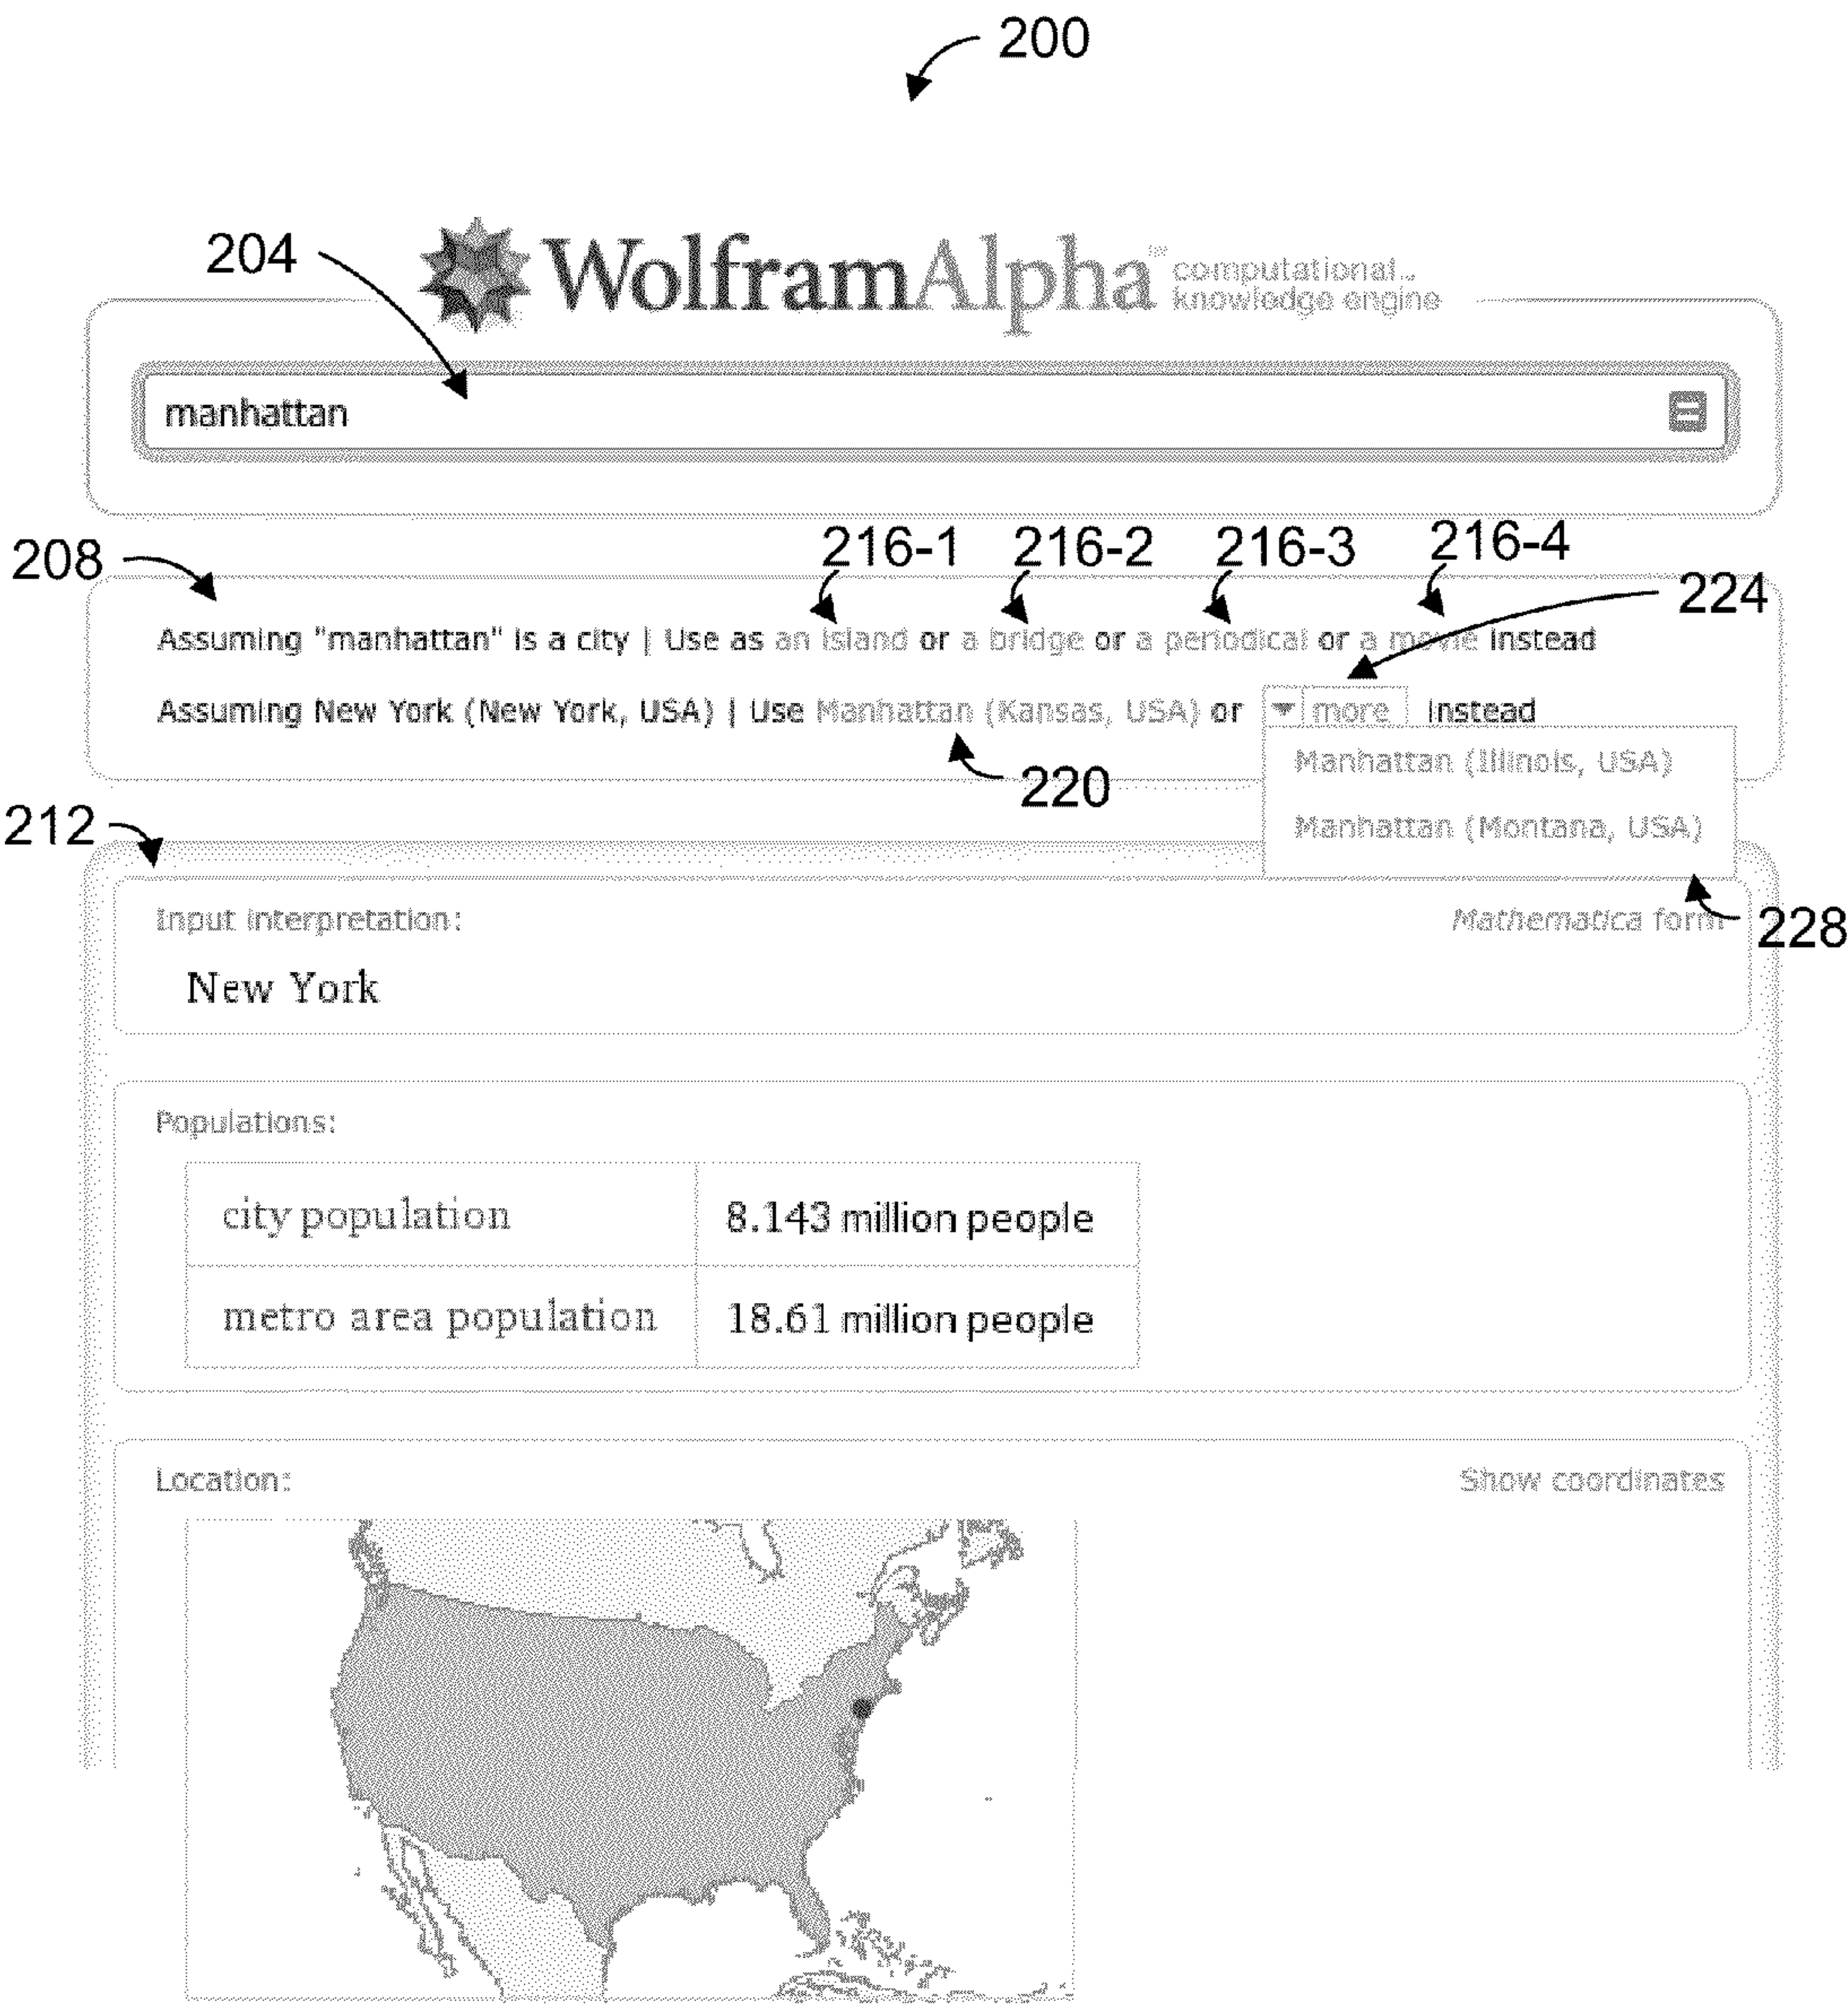 200
204
WolframAlpha™ computational..
knowledge engine
manhattan
208
216-1 216-2 216-3 216-4
224
Assuming "manhattan" is a city | Use as an island or a bridge or a periodical or a movie instead
Assuming New York (New York, USA) | Use Manhattan (Kansas, USA) or more instead
220
Manhattan (Illinois, USA)
Manhattan (Montana, USA)
212
228
Input interpretation: Mathematica form
New York
Populations:
city population 8.143 million people
metro area population 18.61 million people
Location: Show coordinates